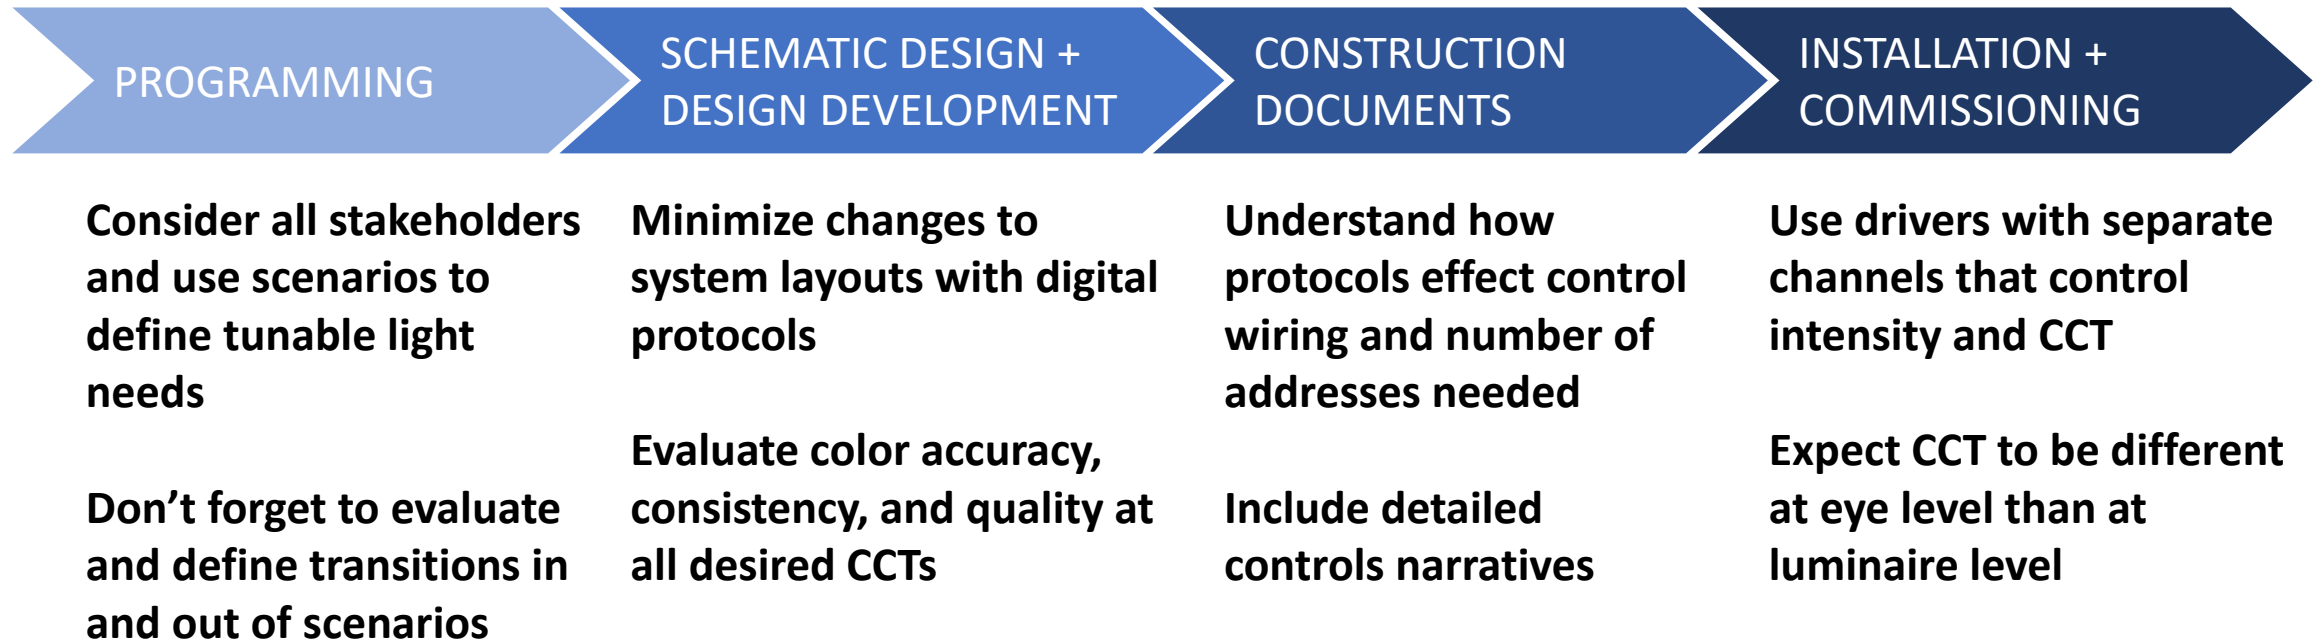 PROGRAMMING
SCHEMATIC DESIGN +
DESIGN DEVELOPMENT
CONSTRUCTION
DOCUMENTS
INSTALLATION +
COMMISSIONING
Consider all stakeholders
and use scenarios to
define tunable light
needs
Don’t forget to evaluate
and define transitions in
and out of scenarios
Minimize changes to
system layouts with digital
protocols
Evaluate color accuracy,
consistency, and quality at
all desired CCTs
Understand how
protocols effect control
wiring and number of
addresses needed
Include detailed
controls narratives
Use drivers with separate
channels that control
intensity and CCT
Expect CCT to be different
at eye level than at
luminaire level